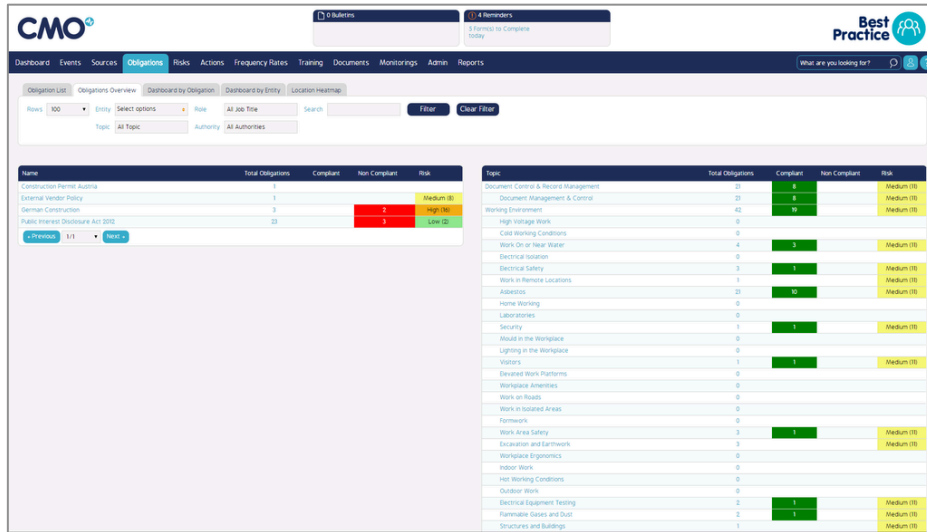 CMO
0 Bulletins
4 Reminders
3 Form(s) to Complete
today
Best
Practice
Dashboard Events Sources Obligations Risks Actions Frequency Rates Training Documents Monitorings Admin Reports What are you looking for?
Obligation List Obligations Overview Dashboard by Obligation Dashboard by Entity Location Heatmap
Rows 100 Entity Select options Role All Job Title Search Filter Clear Filter
Topic All Topic Authority All Authorities
Name Total Obligations Compliant Non Compliant Risk
Construction Permit Austria 1
External Vendor Policy 1 Medium (8)
German Construction 3 2 High (16)
Public Interest Disclosure Act 2012 23 3 Low (2)
« Previous 1/1 Next »
Topic Total Obligations Compliant Non Compliant Risk
Document Control & Record Management 21 8 Medium (11)
Document Management & Control 21 8 Medium (11)
Working Environment 42 19 Medium (11)
High Voltage Work 0
Cold Working Conditions 0
Work On or Near Water 4 3 Medium (11)
Electrical Isolation 0
Electrical Safety 3 1 Medium (11)
Work in Remote Locations 1 Medium (11)
Asbestos 21 10 Medium (11)
Home Working 0
Laboratories 0
Security 1 1 Medium (11)
Mould in the Workplace 0
Lighting in the Workplace 0
Visitors 1 1 Medium (11)
Elevated Work Platforms 0
Workplace Amenities 0
Work on Roads 0
Work in Isolated Areas 0
Formwork 0
Work Area Safety 3 1 Medium (11)
Excavation and Earthwork 3 Medium (11)
Workplace Ergonomics 0
Indoor Work 0
Hot Working Conditions 0
Outdoor Work 0
Electrical Equipment Testing 2 1 Medium (11)
Flammable Gases and Dust 2 1 Medium (11)
Structures and Buildings 1 Medium (11)